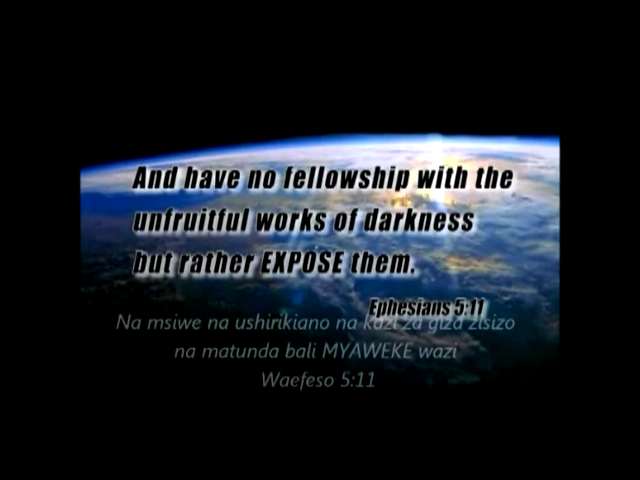 And have no fellowship with the
unfruitful works of darkness
but rather EXPOSE them.
Ephesians 5:11
Na msiwe na ushirikiano na kazi za giza zisizo
na matunda bali MYAWEKE wazi
Waefeso 5:11